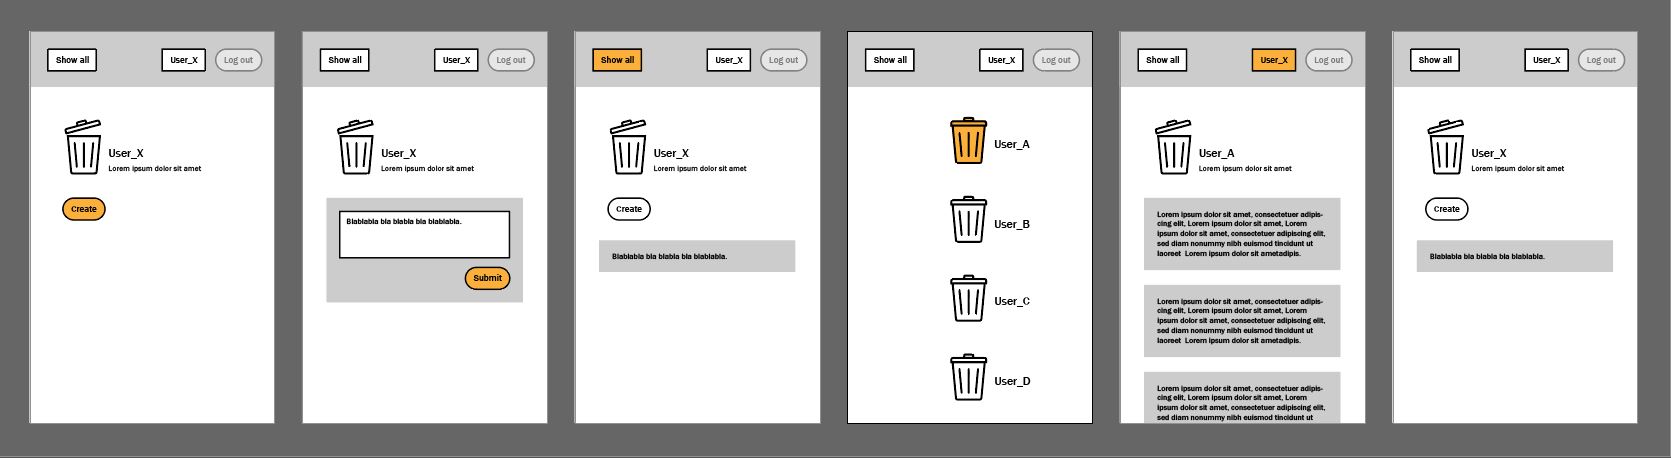 Show all
User_X
Log out
User_X
Lorem ipsum dolor sit amet
Create
Show all
User_X
Log out
User_X
Lorem ipsum dolor sit amet
Blablabla bla blabla bla blablabla.
Submit
Show all
User_X
Log out
User_X
Lorem ipsum dolor sit amet
Create
Blablabla bla blabla bla blablabla.
Show all
User_X
Log out
User_A
User_B
User_C
User_D
Show all
User_X
Log out
User_A
Lorem ipsum dolor sit amet
Lorem ipsum dolor sit amet, consectetuer adipis-
cing elit, Lorem ipsum dolor sit amet, Lorem
ipsum dolor sit amet, consectetuer adipiscing elit,
sed diam nonummy nibh euismod tincidunt ut
laoreet Lorem ipsum dolor sit ametadipis.
Lorem ipsum dolor sit amet, consectetuer adipis-
cing elit, Lorem ipsum dolor sit amet, Lorem
ipsum dolor sit amet, consectetuer adipiscing elit,
sed diam nonummy nibh euismod tincidunt ut
laoreet Lorem ipsum dolor sit ametadipis.
Lorem ipsum dolor sit amet, consectetuer adipis-
cing elit, Lorem ipsum dolor sit amet, Lorem
ipsum dolor sit amet, consectetuer adipiscing elit,
sed diam nonummy nibh euismod tincidunt ut
Show all
User_X
Log out
User_X
Lorem ipsum dolor sit amet
Create
Blablabla bla blabla bla blablabla.